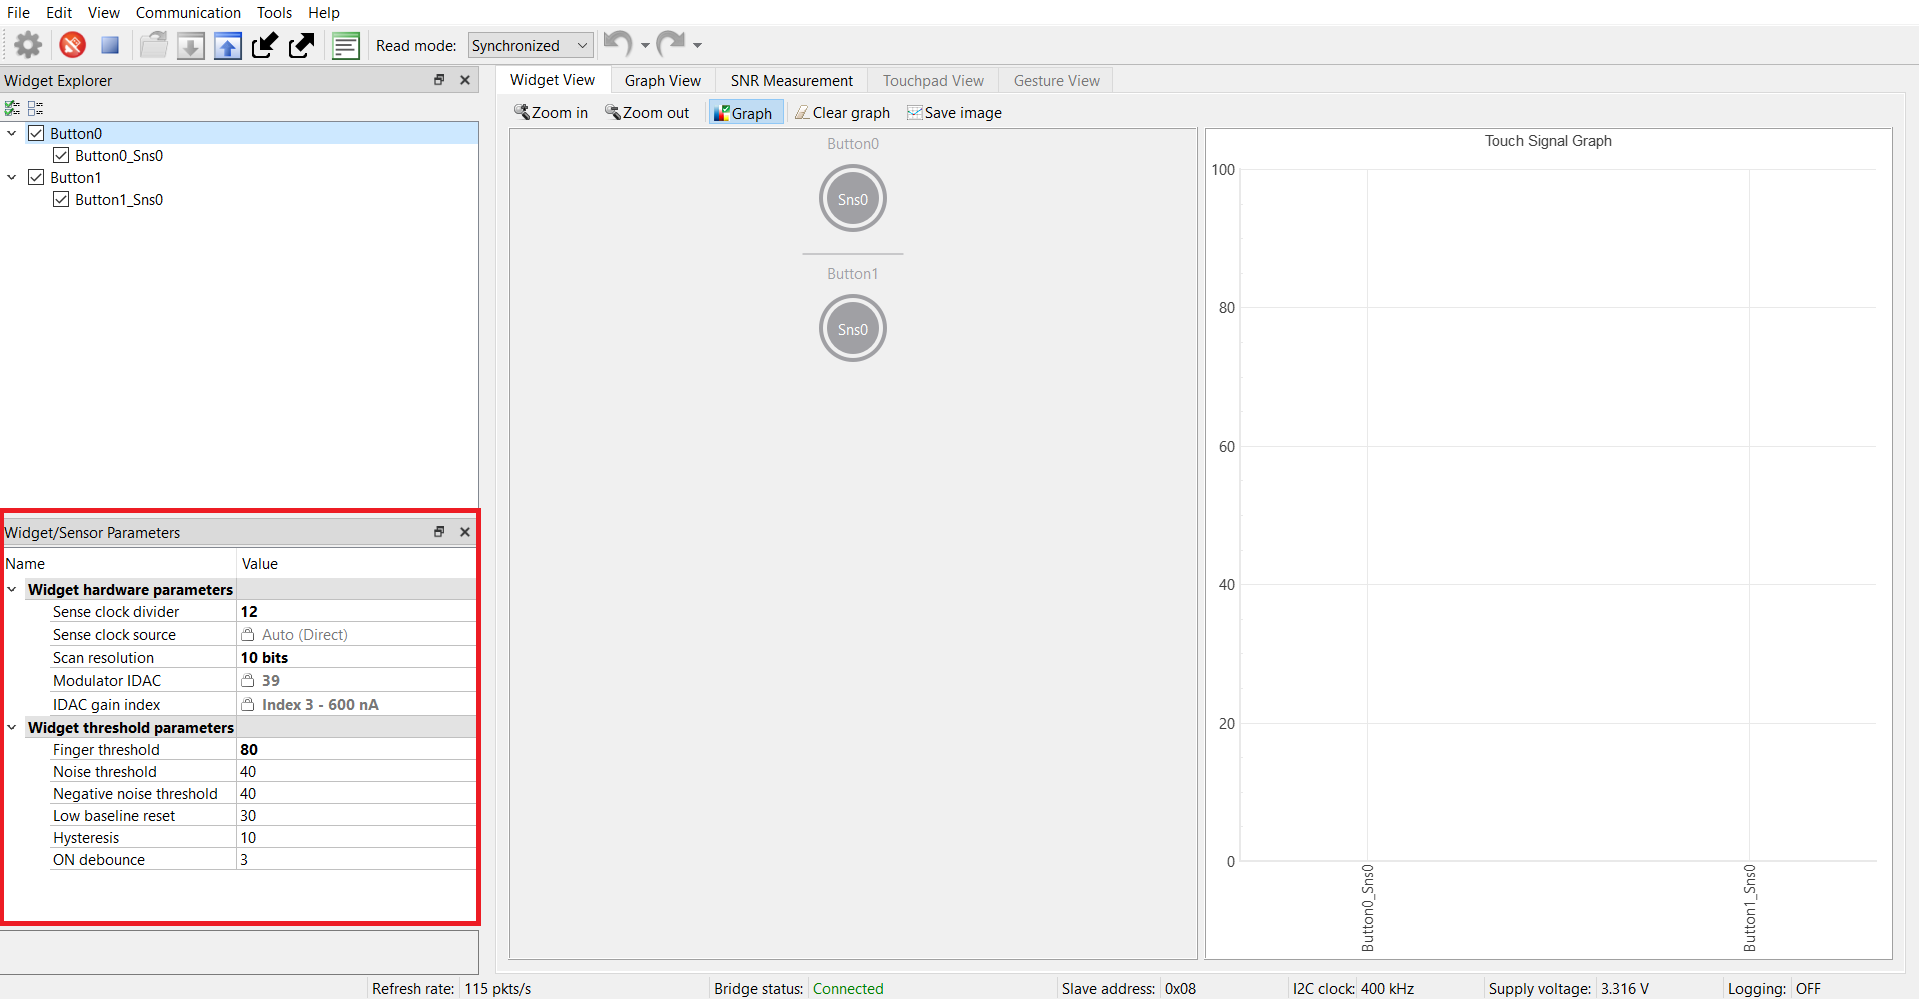 File Edit View Communication Tools Help
Read mode: Synchronized
Widget Explorer
Button0
Button0_Sns0
Button1
Button1_Sns0
Widget/Sensor Parameters
Name Value
Widget hardware parameters
Sense clock divider 12
Sense clock source Auto (Direct)
Scan resolution 10 bits
Modulator IDAC 39
IDAC gain index Index 3 - 600 nA
Widget threshold parameters
Finger threshold 80
Noise threshold 40
Negative noise threshold 40
Low baseline reset 30
Hysteresis 10
ON debounce 3
Widget View Graph View SNR Measurement Touchpad View Gesture View
Zoom in Zoom out Graph Clear graph Save image
Button0
Sns0
Button1
Sns0
Touch Signal Graph
100
80
60
40
20
0
Button0_Sns0
Button1_Sns0
Refresh rate: 115 pkts/s Bridge status: Connected Slave address: 0x08 I2C clock: 400 kHz Supply voltage: 3.316 V Logging: OFF